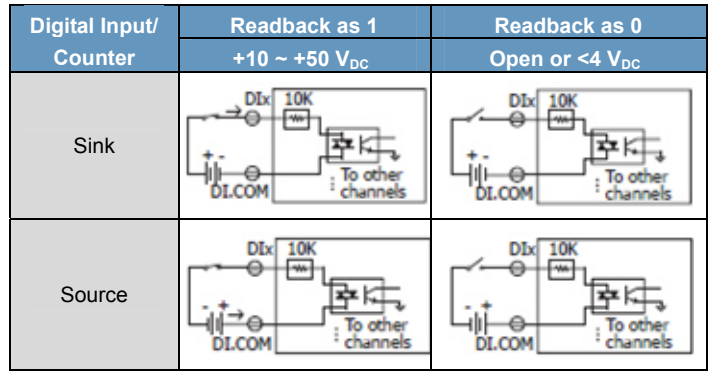 Digital Input/
Counter
Readback as 1
+10 ~ +50 VDC
Readback as 0
Open or <4 VDC
Sink
DIx 10K
+ -
DI.COM
To other
channels
DIx 10K
+ -
DI.COM
To other
channels
Source
DIx 10K
- +
DI.COM
To other
channels
DIx 10K
- +
DI.COM
To other
channels